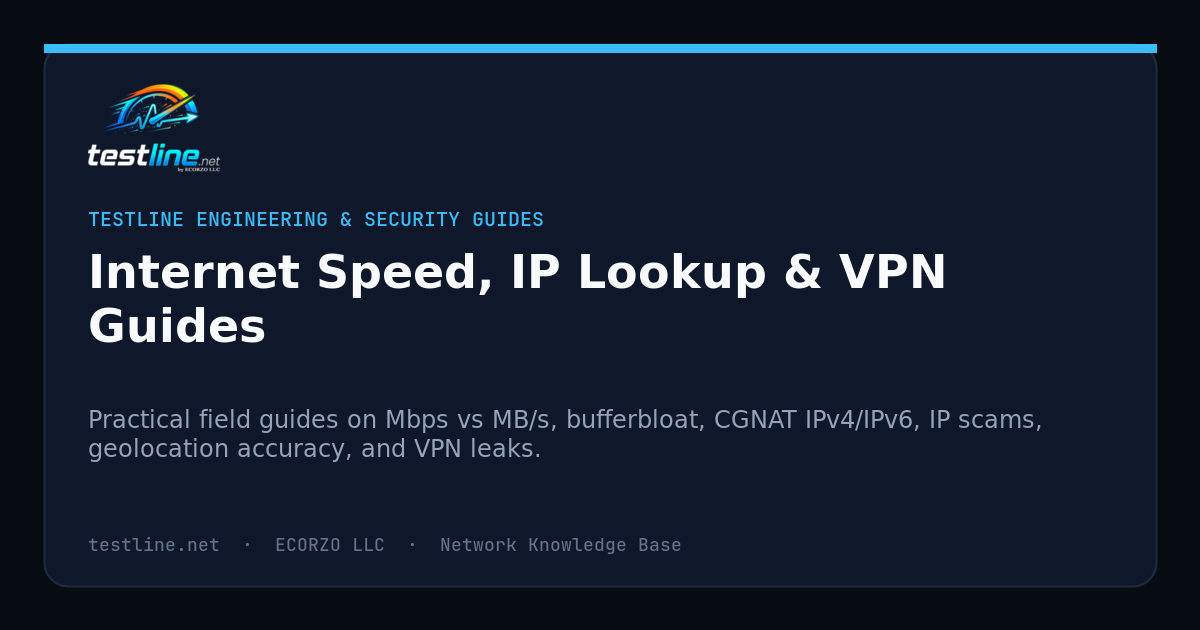 testline.net
by ECORZO LLC
TESTLINE ENGINEERING & SECURITY GUIDES
Internet Speed, IP Lookup & VPN
Guides
Practical field guides on Mbps vs MB/s, bufferbloat, CGNAT IPv4/IPv6, IP scams,
geolocation accuracy, and VPN leaks.
testline.net · ECORZO LLC · Network Knowledge Base